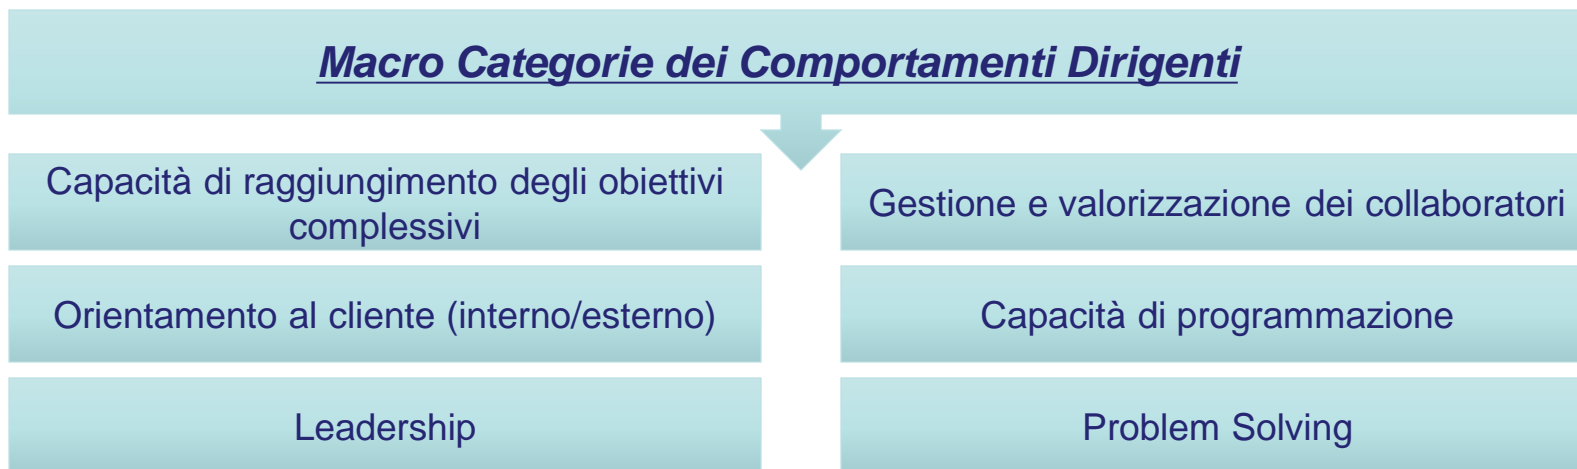 Macro Categorie dei Comportamenti Dirigenti
Capacità di raggiungimento degli obiettivi
complessivi
Gestione e valorizzazione dei collaboratori
Orientamento al cliente (interno/esterno)
Capacità di programmazione
Leadership
Problem Solving